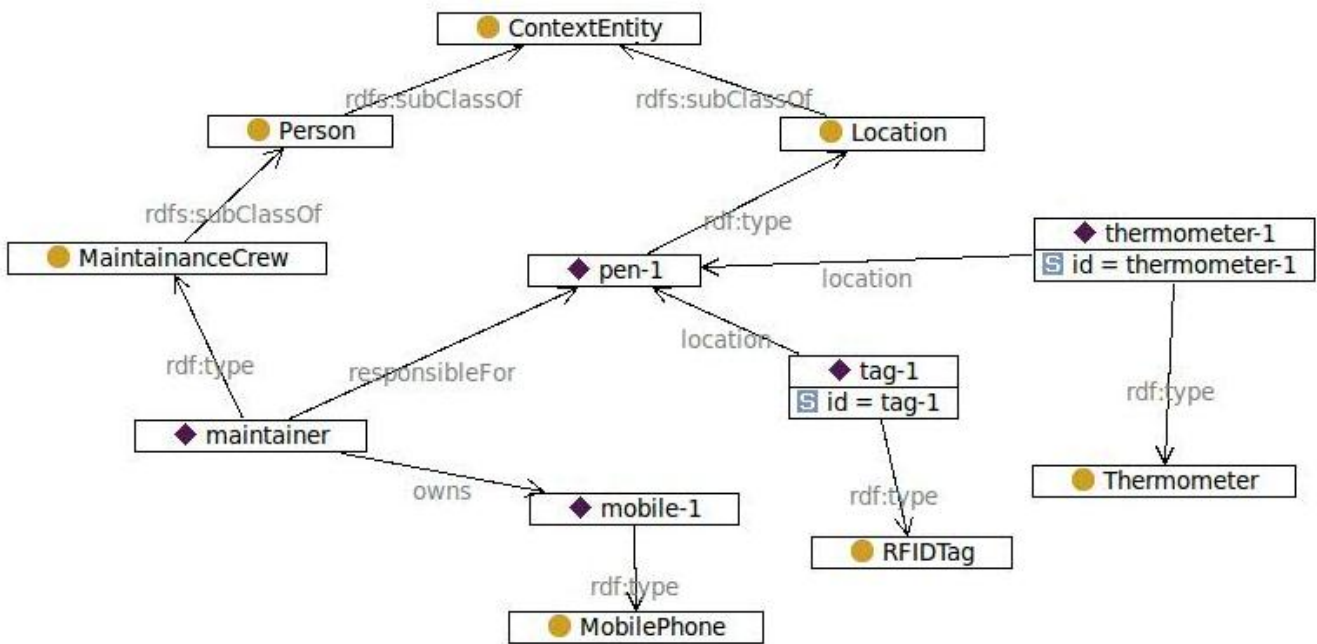 ContextEntity
rdfs:subClassOf
rdfs:subClassOf
Person
Location
rdfs:subClassOf
rdf:type
MaintainanceCrew
pen-1
thermometer-1
id = thermometer-1
location
location
rdf:type
responsibleFor
tag-1
S id = tag-1
rdf:type
maintainer
owns
mobile-1
rdf:type
Thermometer
RFIDTag
rdf:type
MobilePhone